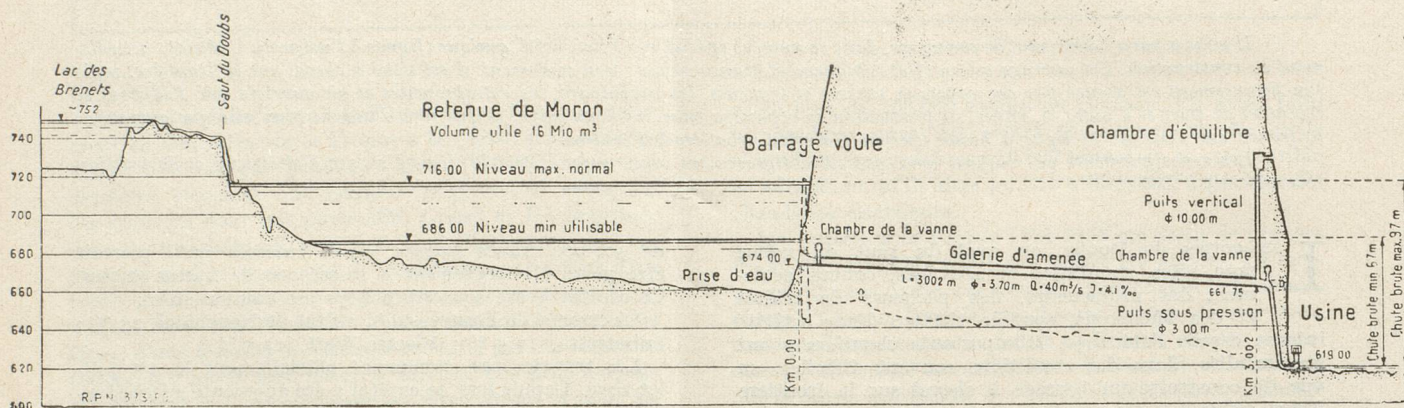 Lac des
Brenets
~752
Saut du Doubs
Retenue de Moron
Volume utile 16 Mio m³
Barrage voûte
Chambre d'équilibre
740
720
716.00 Niveau max. normal
700
Puits vertical
ϕ 10.00 m
686.00 Niveau min utilisable
Chambre de la vanne
680
674.00
Galerie d'amenée
Chambre de la vanne
Prise d'eau
L=3002 m ϕ=3.70m Q=40m³/s J=4.1‰
661.75
660
Puits sous pression
ϕ 3.00 m
Usine
640
Km 0.00
Km 3.002
619.00
620
Chute brute min 67m
Chute brute max. 97 m
600